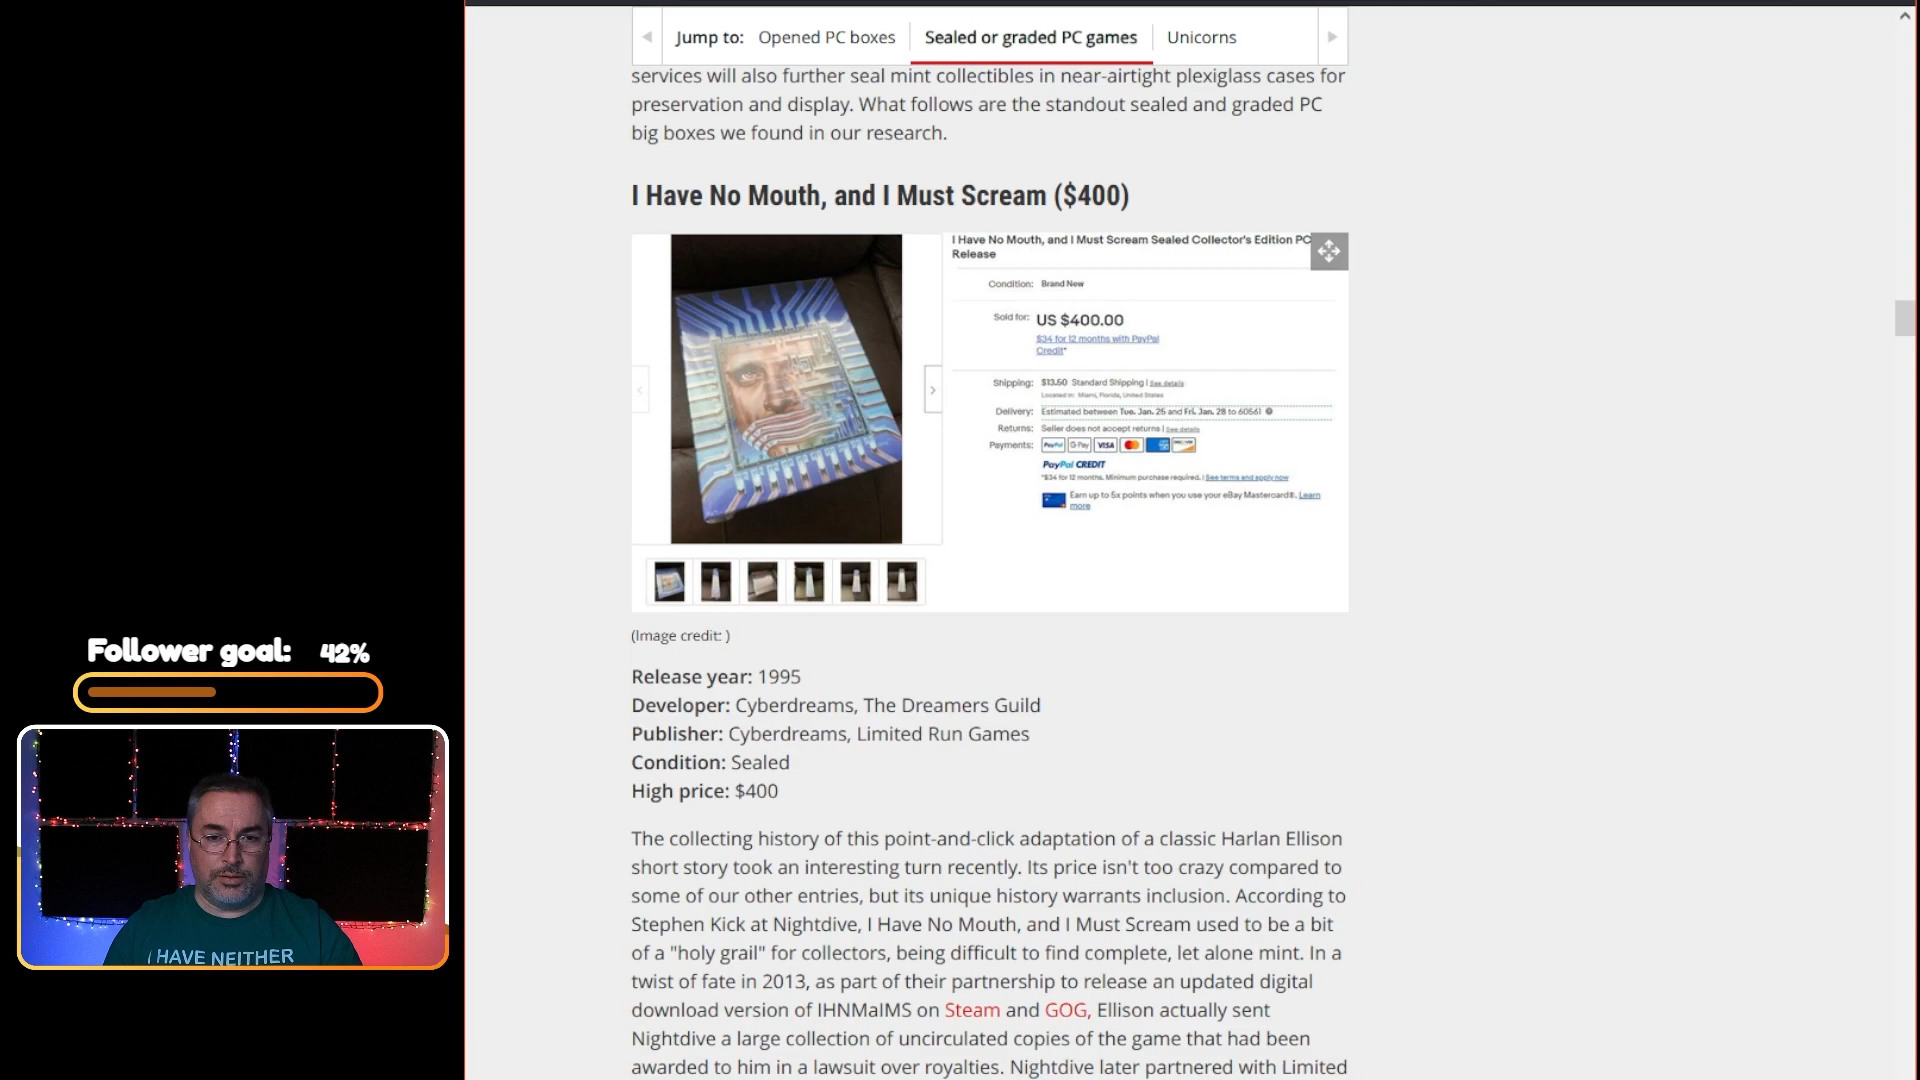 Jump to: Opened PC boxes Sealed or graded PC games Unicorns
services will also further seal mint collectibles in near-airtight plexiglass cases for
preservation and display. What follows are the standout sealed and graded PC
big boxes we found in our research.
I Have No Mouth, and I Must Scream ($400)
I Have No Mouth, and I Must Scream Sealed Collector's Edition PC
Release
Condition: Brand New
Sold for: US $400.00
$34 for 12 months with PayPal
Credit*
Shipping: $13.50 Standard Shipping | See details
Located in: Miami, Florida, United States
Delivery: Estimated between Tue. Jan. 25 and Fri. Jan. 28 to 60561
Returns: Seller does not accept returns | See details
Payments: PayPal G Pay VISA
PayPal CREDIT
*$34 for 12 months. Minimum purchase required. | See terms and apply now
Earn up to 5x points when you use your eBay Mastercard®. Learn
more
(Image credit: )
Release year: 1995
Developer: Cyberdreams, The Dreamers Guild
Publisher: Cyberdreams, Limited Run Games
Condition: Sealed
High price: $400
The collecting history of this point-and-click adaptation of a classic Harlan Ellison
short story took an interesting turn recently. Its price isn't too crazy compared to
some of our other entries, but its unique history warrants inclusion. According to
Stephen Kick at Nightdive, I Have No Mouth, and I Must Scream used to be a bit
of a "holy grail" for collectors, being difficult to find complete, let alone mint. In a
twist of fate in 2013, as part of their partnership to release an updated digital
download version of IHNMaIMS on Steam and GOG, Ellison actually sent
Nightdive a large collection of uncirculated copies of the game that had been
awarded to him in a lawsuit over royalties. Nightdive later partnered with Limited
Follower goal: 42%
I HAVE NEITHER